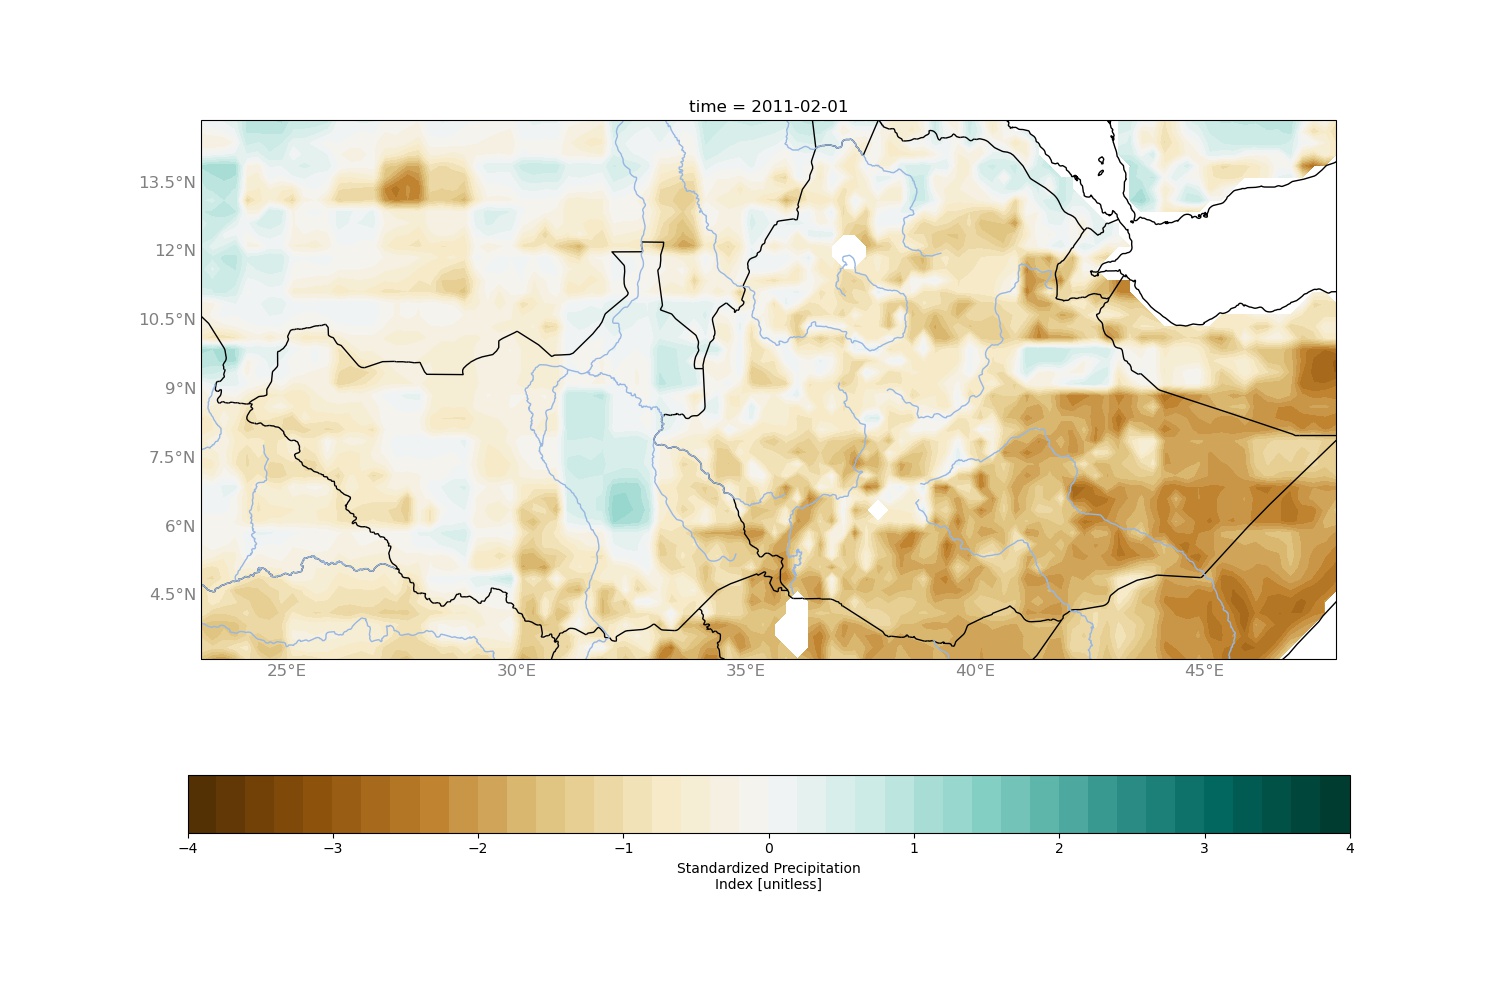 time = 2011-02-01
13.5°N
12°N
10.5°N
9°N
7.5°N
6°N
4.5°N
25°E 30°E 35°E 40°E 45°E
−4 −3 −2 −1 0 1 2 3 4
Standardized Precipitation
Index [unitless]